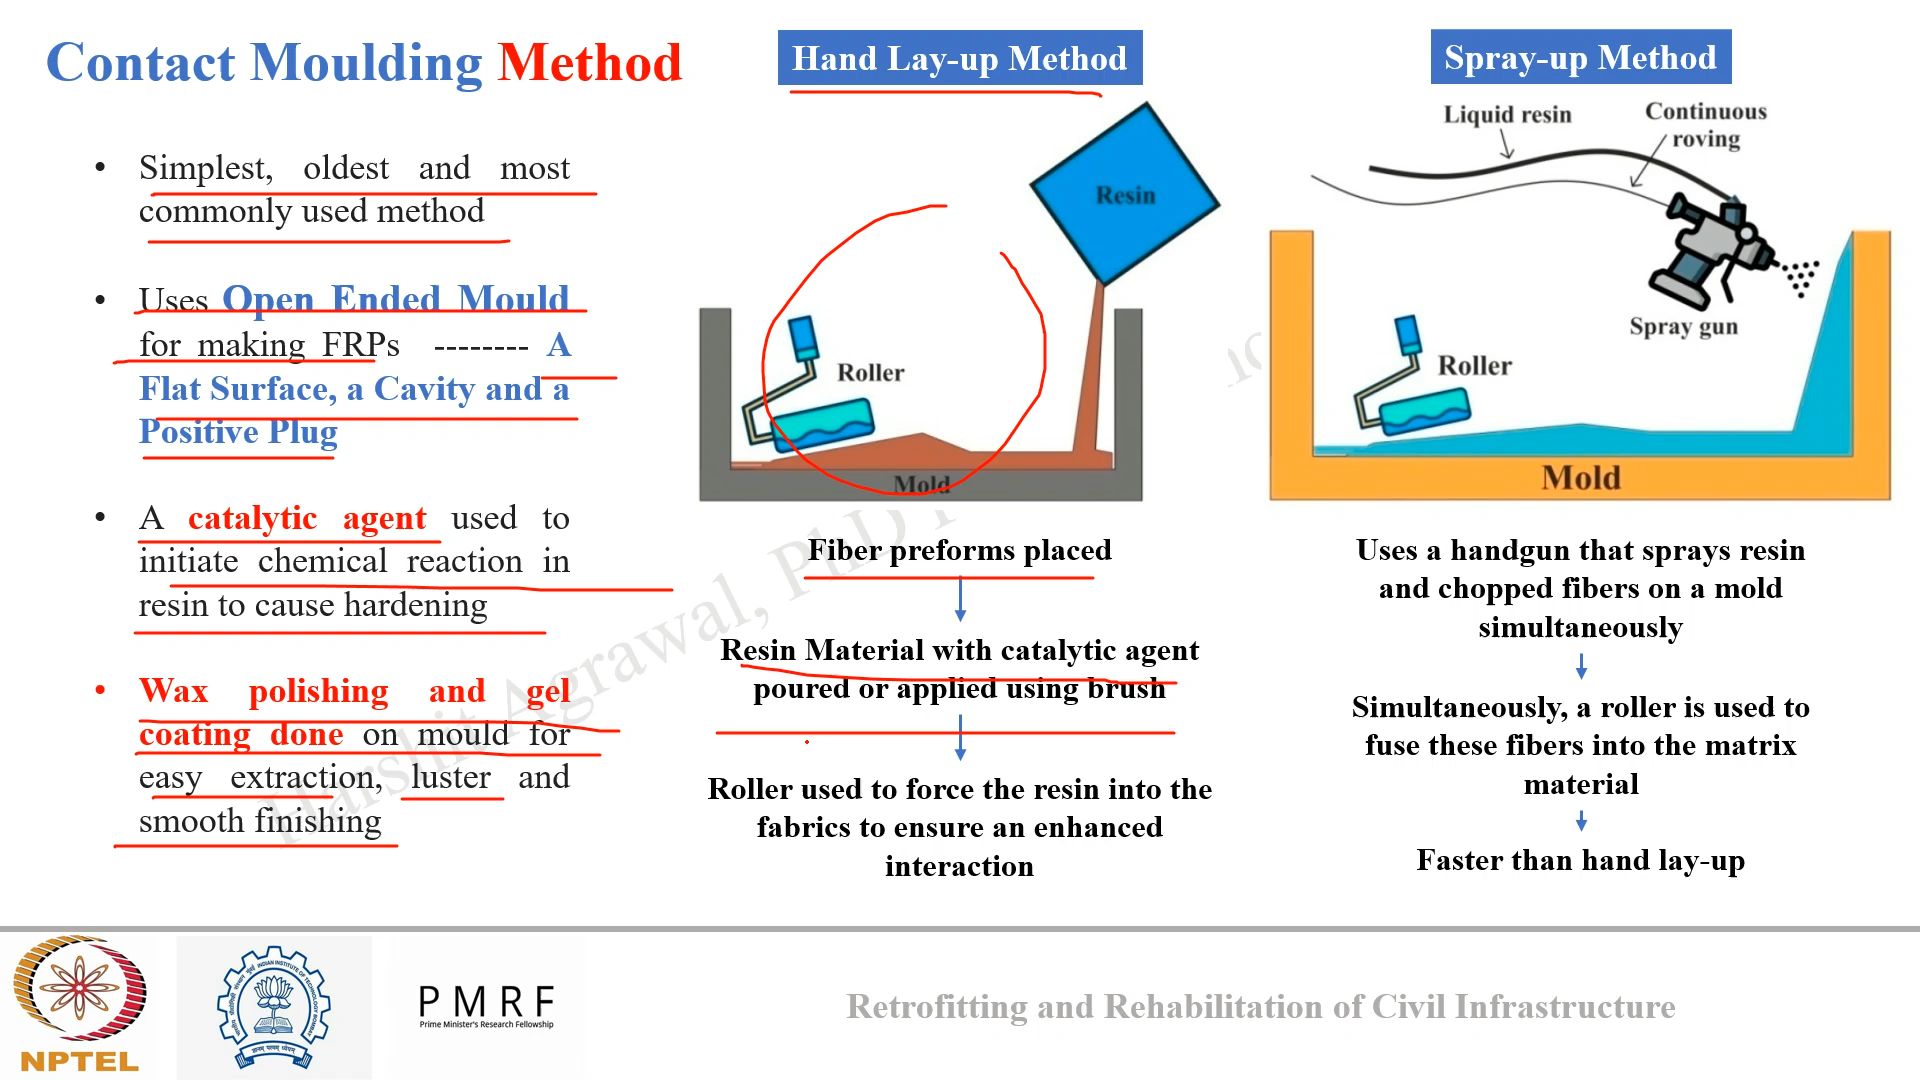 Contact Moulding Method
• Simplest, oldest and most
commonly used method
• Uses Open Ended Mould
for making FRPs -------- A
Flat Surface, a Cavity and a
Positive Plug
• A catalytic agent used to
initiate chemical reaction in
resin to cause hardening
• Wax polishing and gel
coating done on mould for
easy extraction, luster and
smooth finishing
Hand Lay-up Method
Resin
Roller
Mold
Fiber preforms placed
Resin Material with catalytic agent
poured or applied using brush
Roller used to force the resin into the
fabrics to ensure an enhanced
interaction
Spray-up Method
Liquid resin
Continuous
roving
Spray gun
Roller
Mold
Uses a handgun that sprays resin
and chopped fibers on a mold
simultaneously
Simultaneously, a roller is used to
fuse these fibers into the matrix
material
Faster than hand lay-up
Harshit Agrawal, PhD
NPTEL
PMRF
Prime Minister's Research Fellowship
Retrofitting and Rehabilitation of Civil Infrastructure